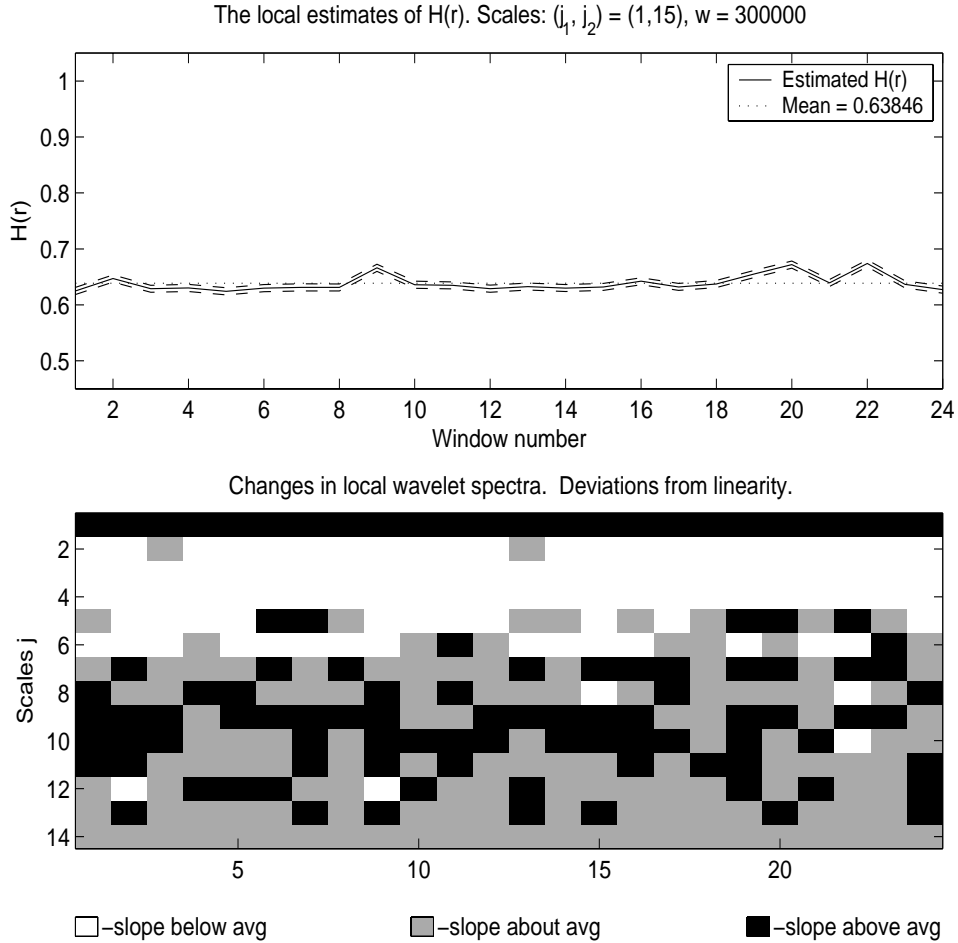 The local estimates of H(r). Scales: (j1, j2) = (1,15), w = 300000
1
0.9
0.8
0.7
0.6
0.5
H(r)
Estimated H(r)
Mean = 0.63846
2 4 6 8 10 12 14 16 18 20 22 24
Window number
Changes in local wavelet spectra. Deviations from linearity.
2
4
6
8
10
12
14
Scales j
5 10 15 20
–slope below avg –slope about avg –slope above avg